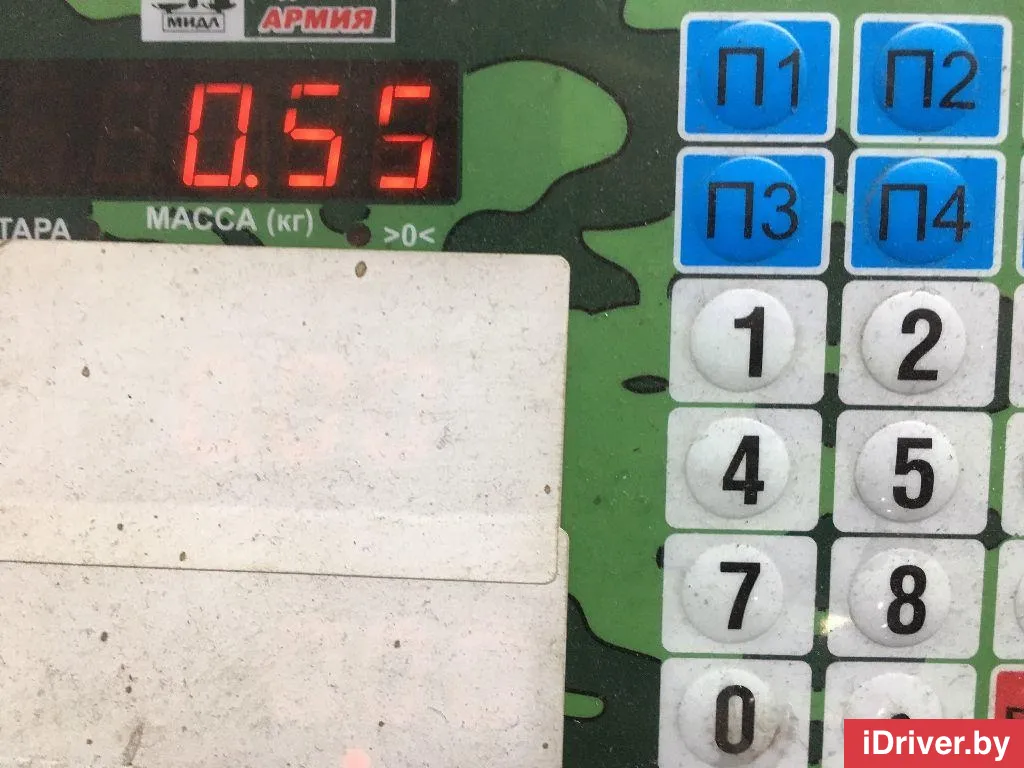 МИДЛ АРМИЯ
0.55
ТАРА МАССА (кг) >0<
П1 П2
П3 П4
1 2
4 5
7 8
0
iDriver.by